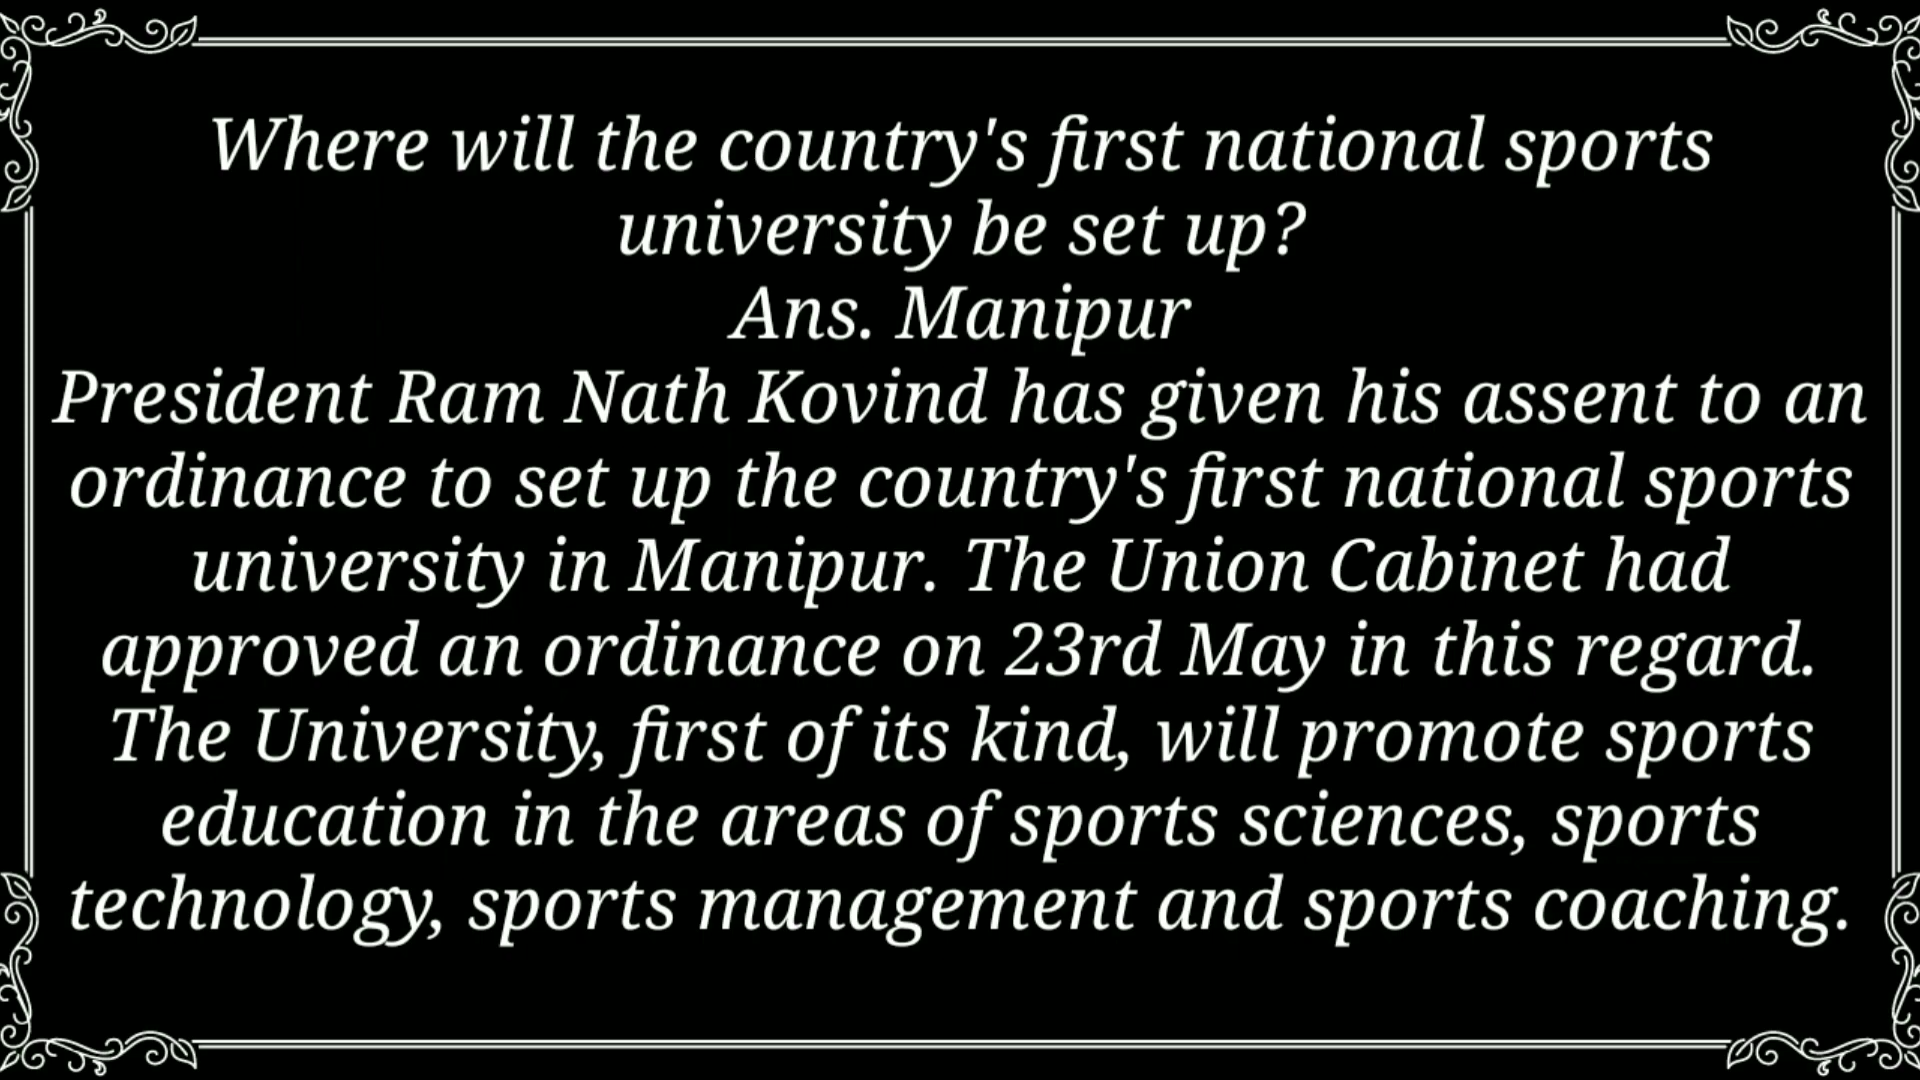 Where will the country's first national sports
university be set up?
Ans. Manipur
President Ram Nath Kovind has given his assent to an
ordinance to set up the country's first national sports
university in Manipur. The Union Cabinet had
approved an ordinance on 23rd May in this regard.
The University, first of its kind, will promote sports
education in the areas of sports sciences, sports
technology, sports management and sports coaching.